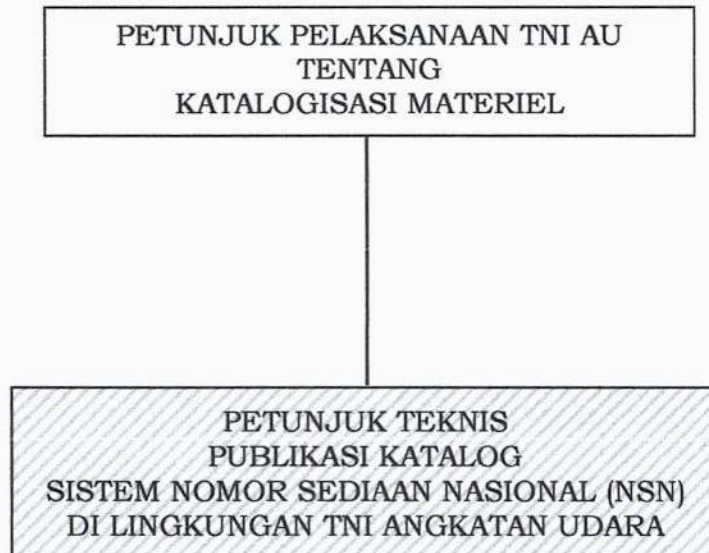 PETUNJUK PELAKSANAAN TNI AU
TENTANG
KATALOGISASI MATERIEL
PETUNJUK TEKNIS
PUBLIKASI KATALOG
SISTEM NOMOR SEDIAAN NASIONAL (NSN)
DI LINGKUNGAN TNI ANGKATAN UDARA